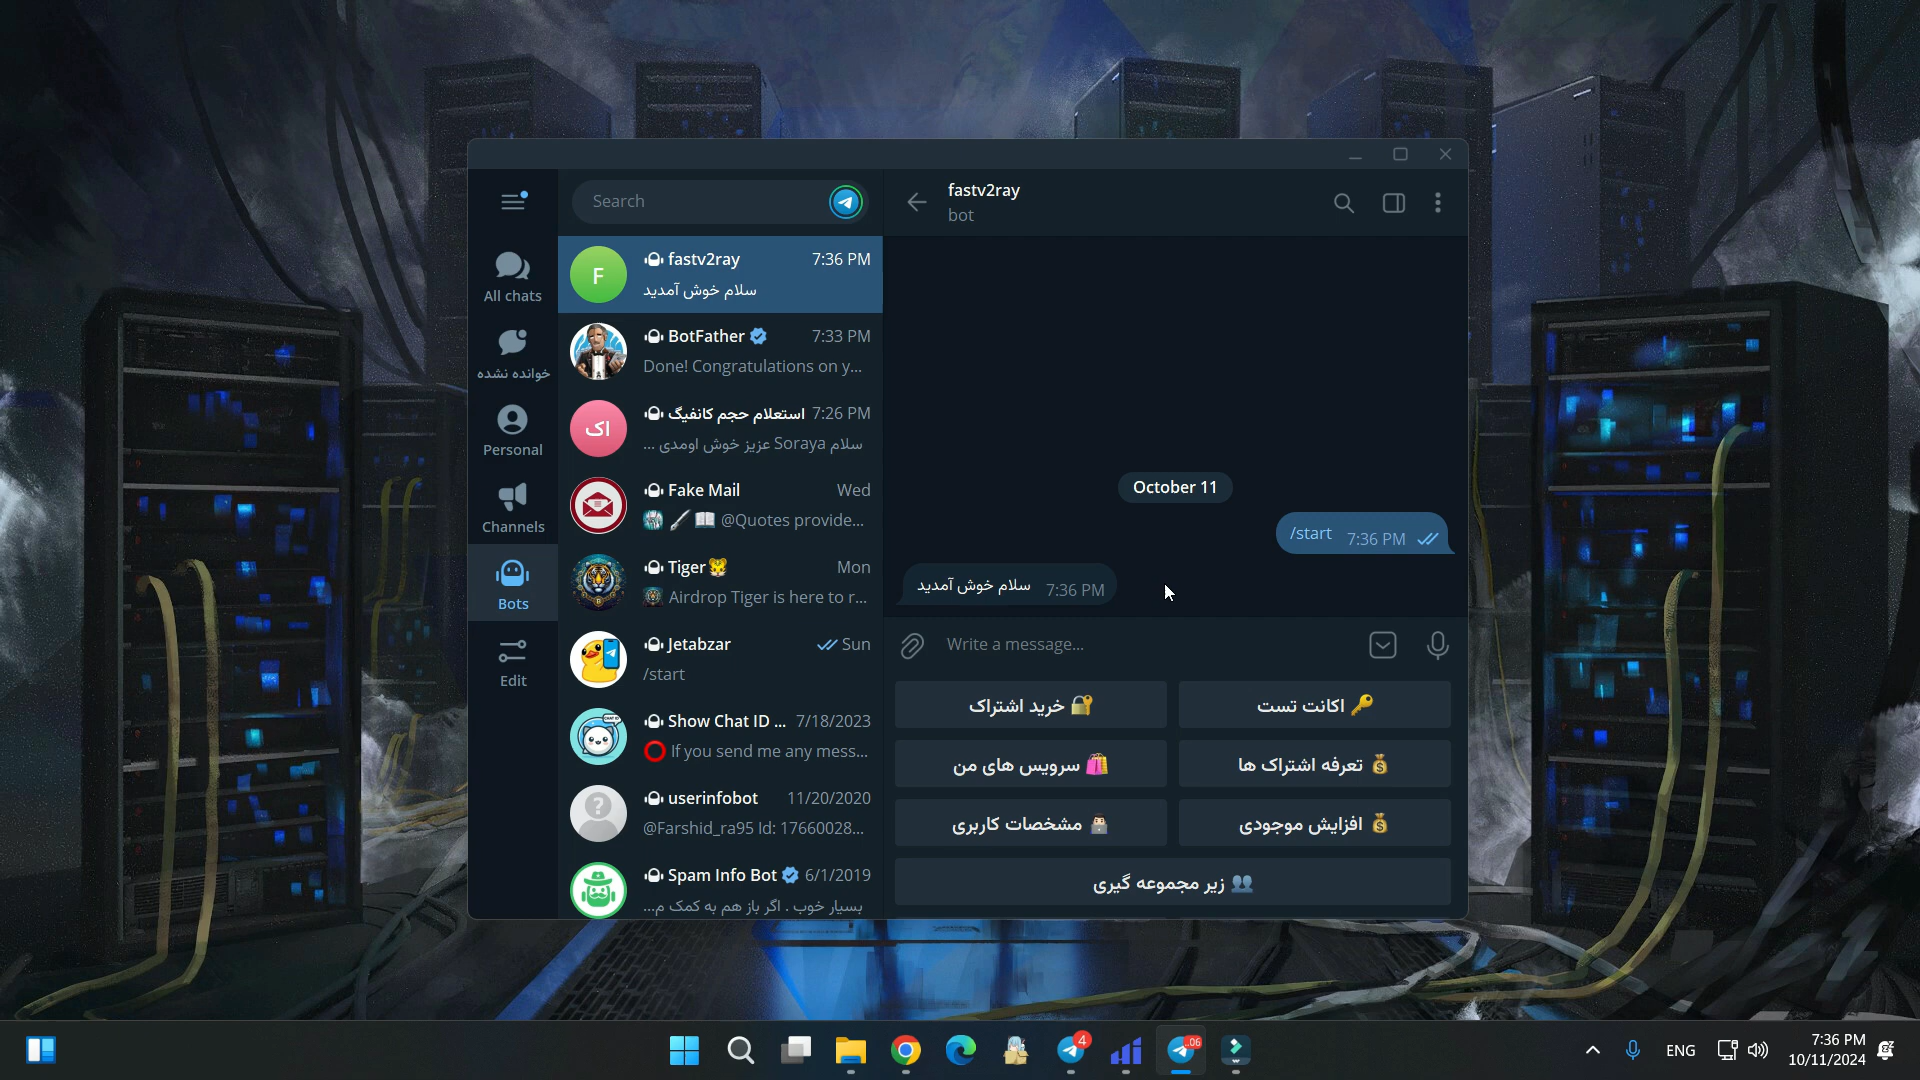 Search
All chats
خوانده نشده
Personal
Channels
Bots
Edit
F
fastv2ray
7:36 PM
سلام خوش آمدید
BotFather
7:33 PM
Done! Congratulations on y...
اک
استعلام حجم کانفیگ
7:26 PM
سلام Soraya عزیز خوش اومدی ...
Fake Mail
Wed
@Quotes provide...
Tiger🐯
Mon
Airdrop Tiger is here to r...
Jetabzar
Sun
/start
Show Chat ID ...
7/18/2023
⭕ If you send me any mess...
userinfobot
11/20/2020
@Farshid_ra95 Id: 17660028...
Spam Info Bot
6/1/2019
بسیار خوب . اگر باز هم به کمک م...
fastv2ray
bot
October 11
/start 7:36 PM
سلام خوش آمدید 7:36 PM
Write a message...
🔐 خرید اشتراک
🔑 اکانت تست
🛍 سرویس های من
💰 تعرفه اشتراک ها
👨🏻‍💻 مشخصات کاربری
💰 افزایش موجودی
👥 زیر مجموعه گیری
4
..06
ENG
7:36 PM
10/11/2024